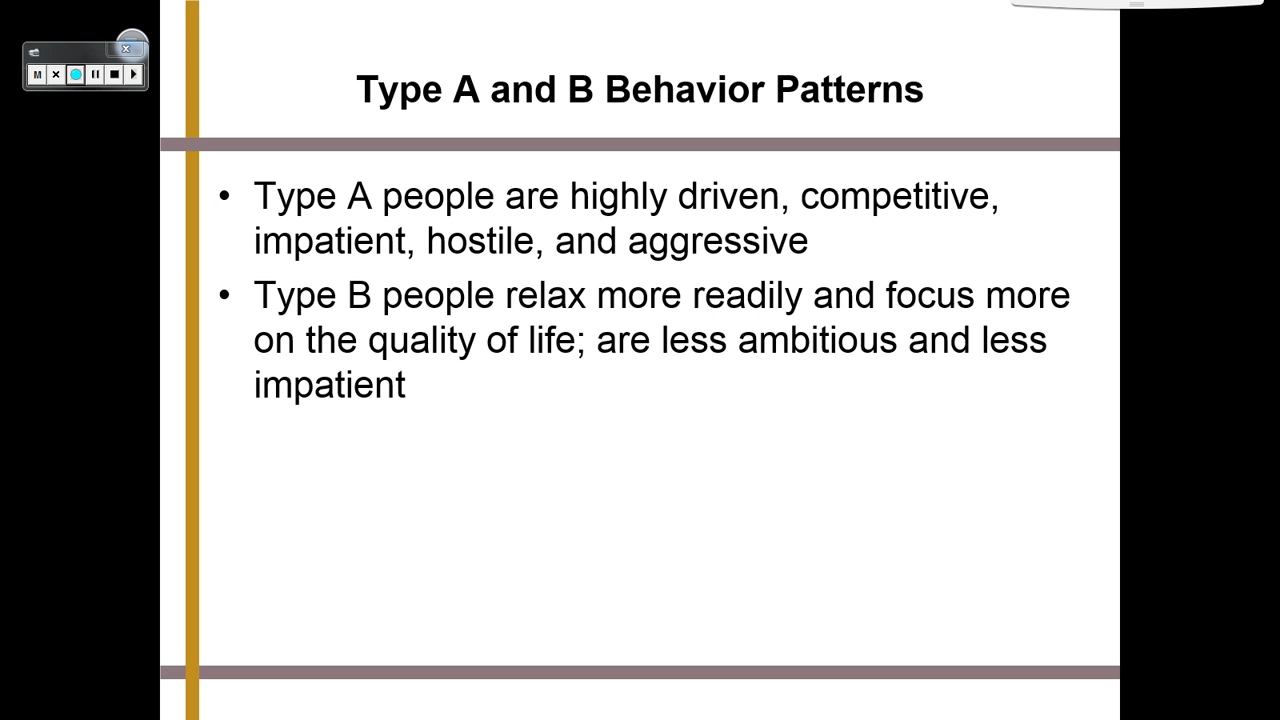 Type A and B Behavior Patterns
• Type A people are highly driven, competitive,
impatient, hostile, and aggressive
• Type B people relax more readily and focus more
on the quality of life; are less ambitious and less
impatient
M